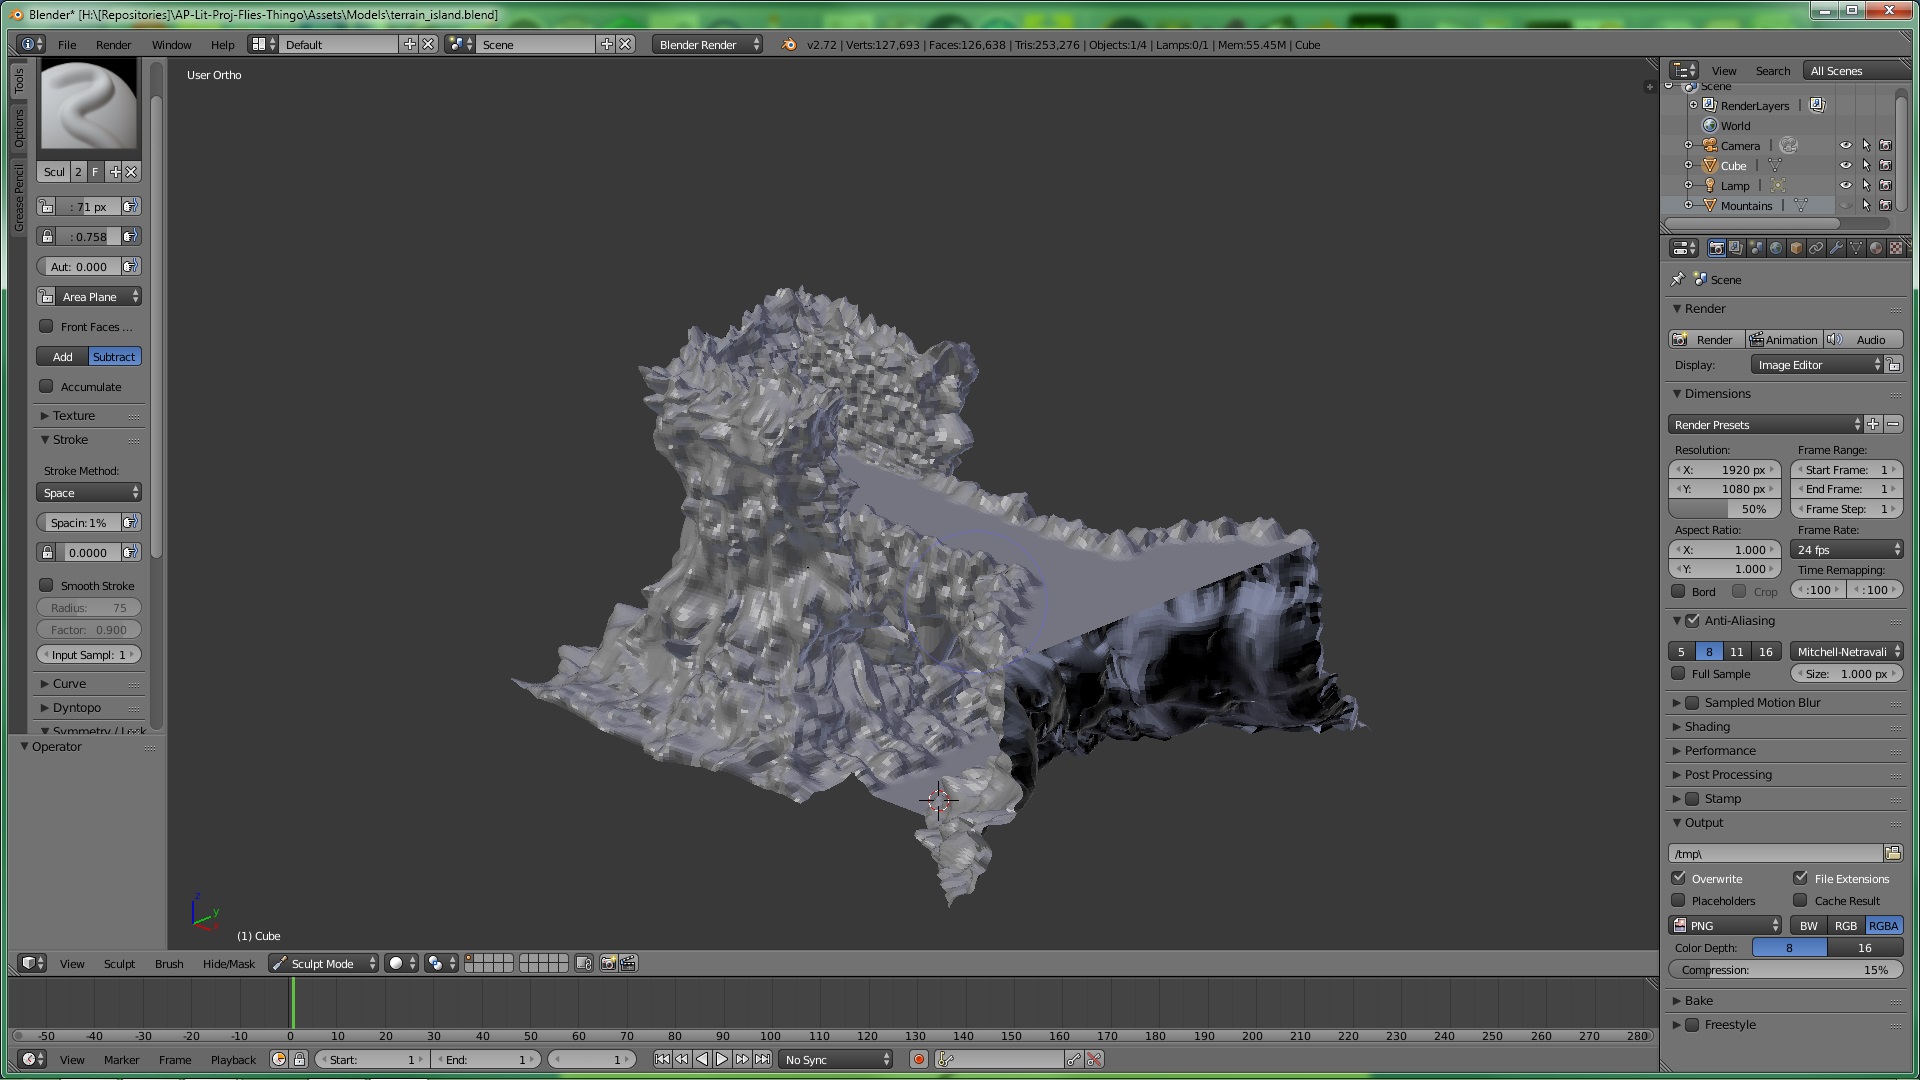 Blender* [H:\[Repositories]\AP-Lit-Proj-Flies-Thingo\Assets\Models\terrain_island.blend]
File Render Window Help Default Scene Blender Render v2.72 | Verts:127,693 | Faces:126,638 | Tris:253,276 | Objects:1/4 | Lamps:0/1 | Mem:55.45M | Cube
Tools
Options
Grease Pencil
Scul 2 F
: 71 px
: 0.758
Aut: 0.000
Area Plane
Front Faces ...
Add Subtract
Accumulate
Texture
Stroke
Stroke Method:
Space
Spacin: 1%
0.0000
Smooth Stroke
Radius: 75
Factor: 0.900
Input Sampl: 1
Curve
Dyntopo
Symmetry / Lock
Operator
User Ortho
z
y
x
(1) Cube
View Sculpt Brush Hide/Mask Sculpt Mode
-50 -40 -30 -20 -10 0 10 20 30 40 50 60 70 80 90 100 110 120 130 140 150 160 170 180 190 200 210 220 230 240 250 260 270 280
View Marker Frame Playback Start: 1 End: 1 1 No Sync
View Search All Scenes
Scene
RenderLayers |
World
Camera |
Cube |
Lamp |
Mountains |
Scene
Render
Render Animation Audio
Display: Image Editor
Dimensions
Render Presets
Resolution: Frame Range:
X: 1920 px Start Frame: 1
Y: 1080 px End Frame: 1
50% Frame Step: 1
Aspect Ratio: Frame Rate:
X: 1.000 24 fps
Y: 1.000 Time Remapping:
Bord Crop :100 :100
Anti-Aliasing
5 8 11 16 Mitchell-Netravali
Full Sample Size: 1.000 px
Sampled Motion Blur
Shading
Performance
Post Processing
Stamp
Output
/tmp\
Overwrite File Extensions
Placeholders Cache Result
PNG BW RGB RGBA
Color Depth: 8 16
Compression: 15%
Bake
Freestyle